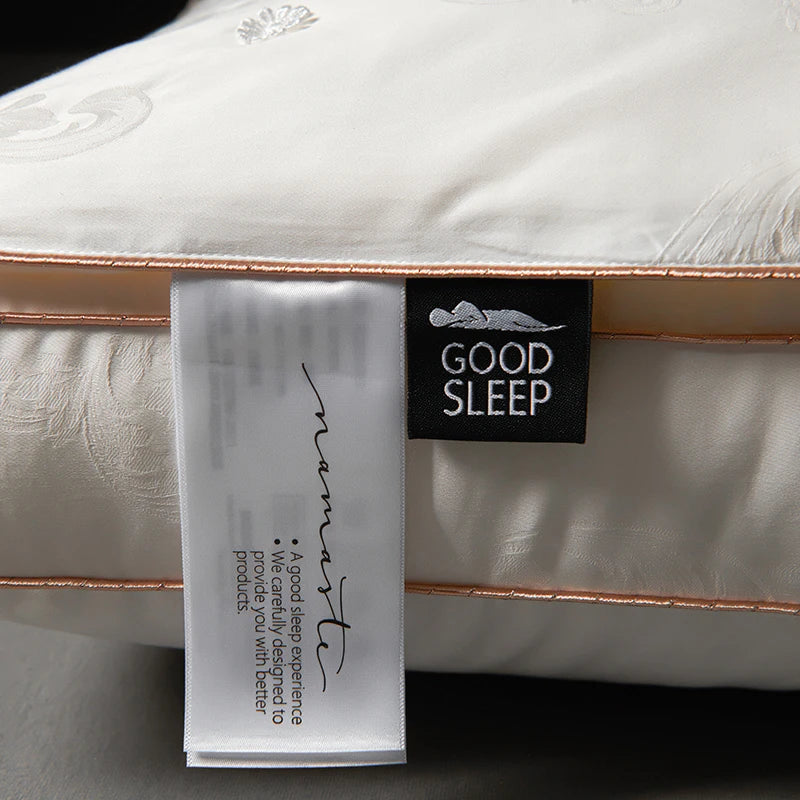 namaste
• A good sleep experience
• We carefully designed to
provide you with better
products.
GOOD
SLEEP